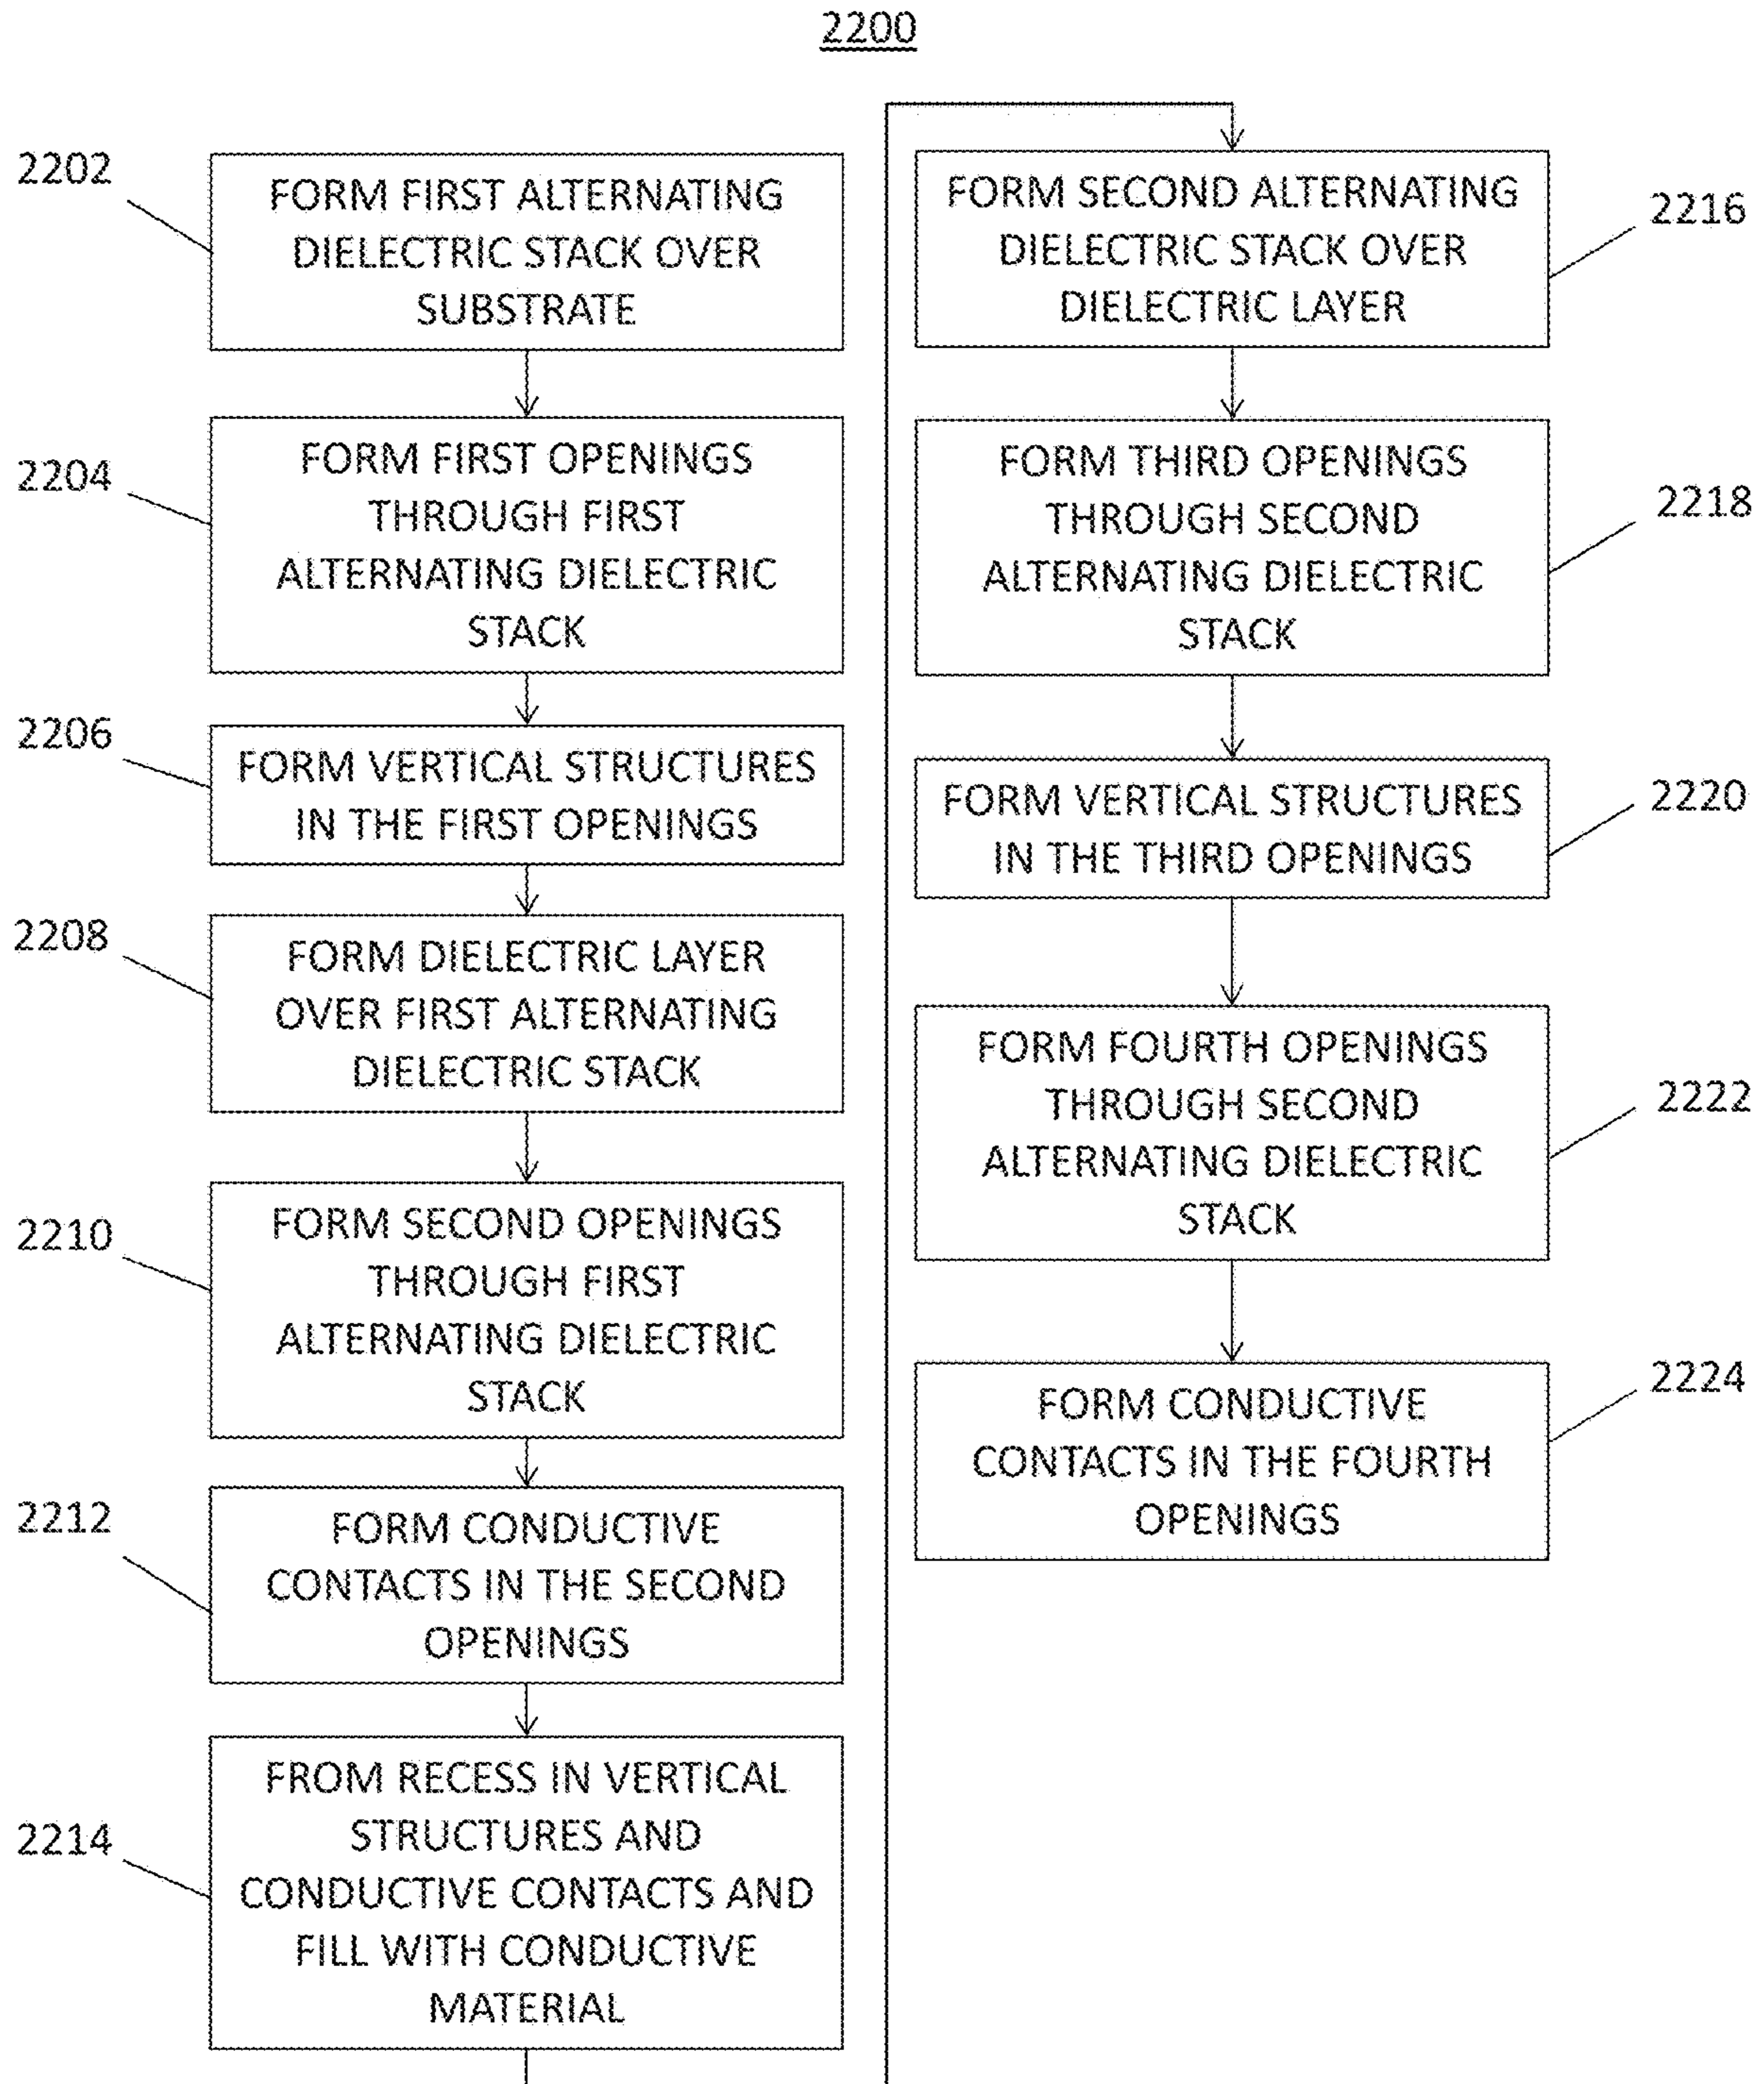 2200
2202
FORM FIRST ALTERNATING
DIELECTRIC STACK OVER
SUBSTRATE
2204
FORM FIRST OPENINGS
THROUGH FIRST
ALTERNATING DIELECTRIC
STACK
2206
FORM VERTICAL STRUCTURES
IN THE FIRST OPENINGS
2208
FORM DIELECTRIC LAYER
OVER FIRST ALTERNATING
DIELECTRIC STACK
2210
FORM SECOND OPENINGS
THROUGH FIRST
ALTERNATING DIELECTRIC
STACK
2212
FORM CONDUCTIVE
CONTACTS IN THE SECOND
OPENINGS
2214
FROM RECESS IN VERTICAL
STRUCTURES AND
CONDUCTIVE CONTACTS AND
FILL WITH CONDUCTIVE
MATERIAL
FORM SECOND ALTERNATING
DIELECTRIC STACK OVER
DIELECTRIC LAYER
2216
FORM THIRD OPENINGS
THROUGH SECOND
ALTERNATING DIELECTRIC
STACK
2218
FORM VERTICAL STRUCTURES
IN THE THIRD OPENINGS
2220
FORM FOURTH OPENINGS
THROUGH SECOND
ALTERNATING DIELECTRIC
STACK
2222
FORM CONDUCTIVE
CONTACTS IN THE FOURTH
OPENINGS
2224